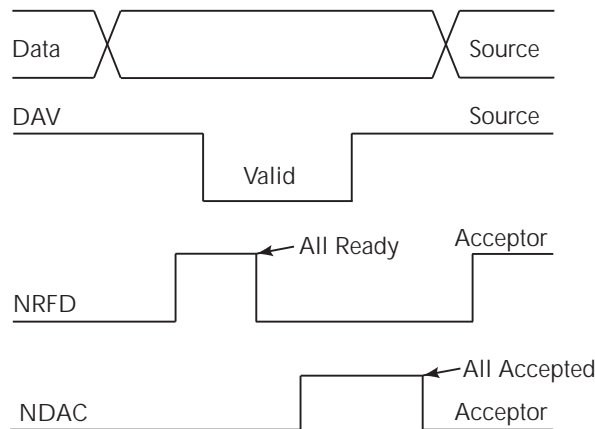 Data Source
DAV Source
Valid
All Ready Acceptor
NRFD
All Accepted
NDAC Acceptor